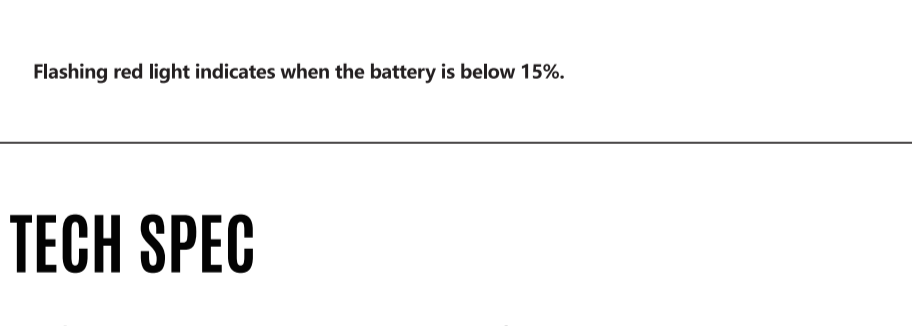 Flashing red light indicates when the battery is below 15%.
TECH SPEC